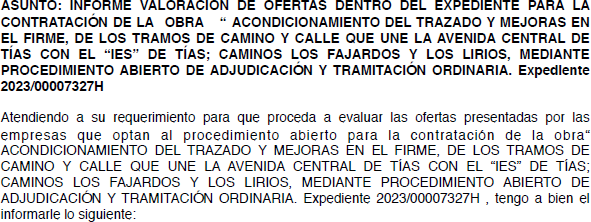 ASUNTO: INFORME VALORACIÓN DE OFERTAS DENTRO DEL EXPEDIENTE PARA LA
CONTRATACIÓN DE LA OBRA “ ACONDICIONAMIENTO DEL TRAZADO Y MEJORAS EN
EL FIRME, DE LOS TRAMOS DE CAMINO Y CALLE QUE UNE LA AVENIDA CENTRAL DE
TÍAS CON EL “IES” DE TÍAS; CAMINOS LOS FAJARDOS Y LOS LIRIOS, MEDIANTE
PROCEDIMIENTO ABIERTO DE ADJUDICACIÓN Y TRAMITACIÓN ORDINARIA. Expediente
2023/00007327H
Atendiendo a su requerimiento para que proceda a evaluar las ofertas presentadas por las
empresas que optan al procedimiento abierto para la contratación de la obra“
ACONDICIONAMIENTO DEL TRAZADO Y MEJORAS EN EL FIRME, DE LOS TRAMOS DE
CAMINO Y CALLE QUE UNE LA AVENIDA CENTRAL DE TÍAS CON EL “IES” DE TÍAS;
CAMINOS LOS FAJARDOS Y LOS LIRIOS, MEDIANTE PROCEDIMIENTO ABIERTO DE
ADJUDICACIÓN Y TRAMITACIÓN ORDINARIA. Expediente 2023/00007327H , tengo a bien el
informarle lo siguiente: